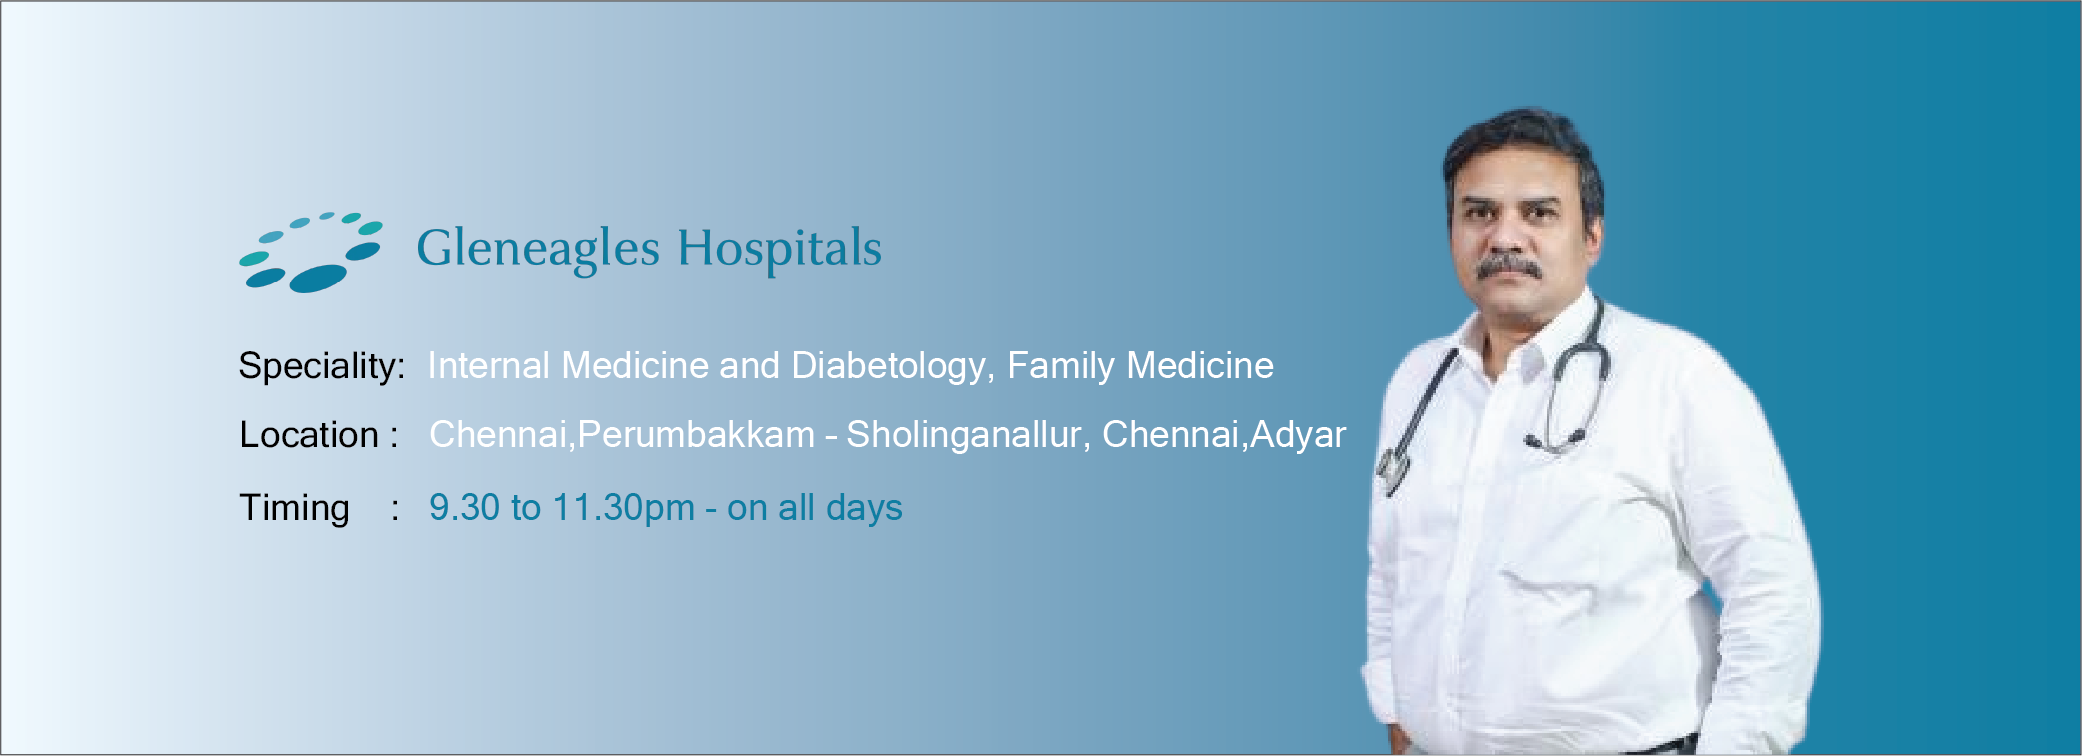 Gleneagles Hospitals
Speciality: Internal Medicine and Diabetology, Family Medicine
Location : Chennai,Perumbakkam - Sholinganallur, Chennai,Adyar
Timing : 9.30 to 11.30pm - on all days